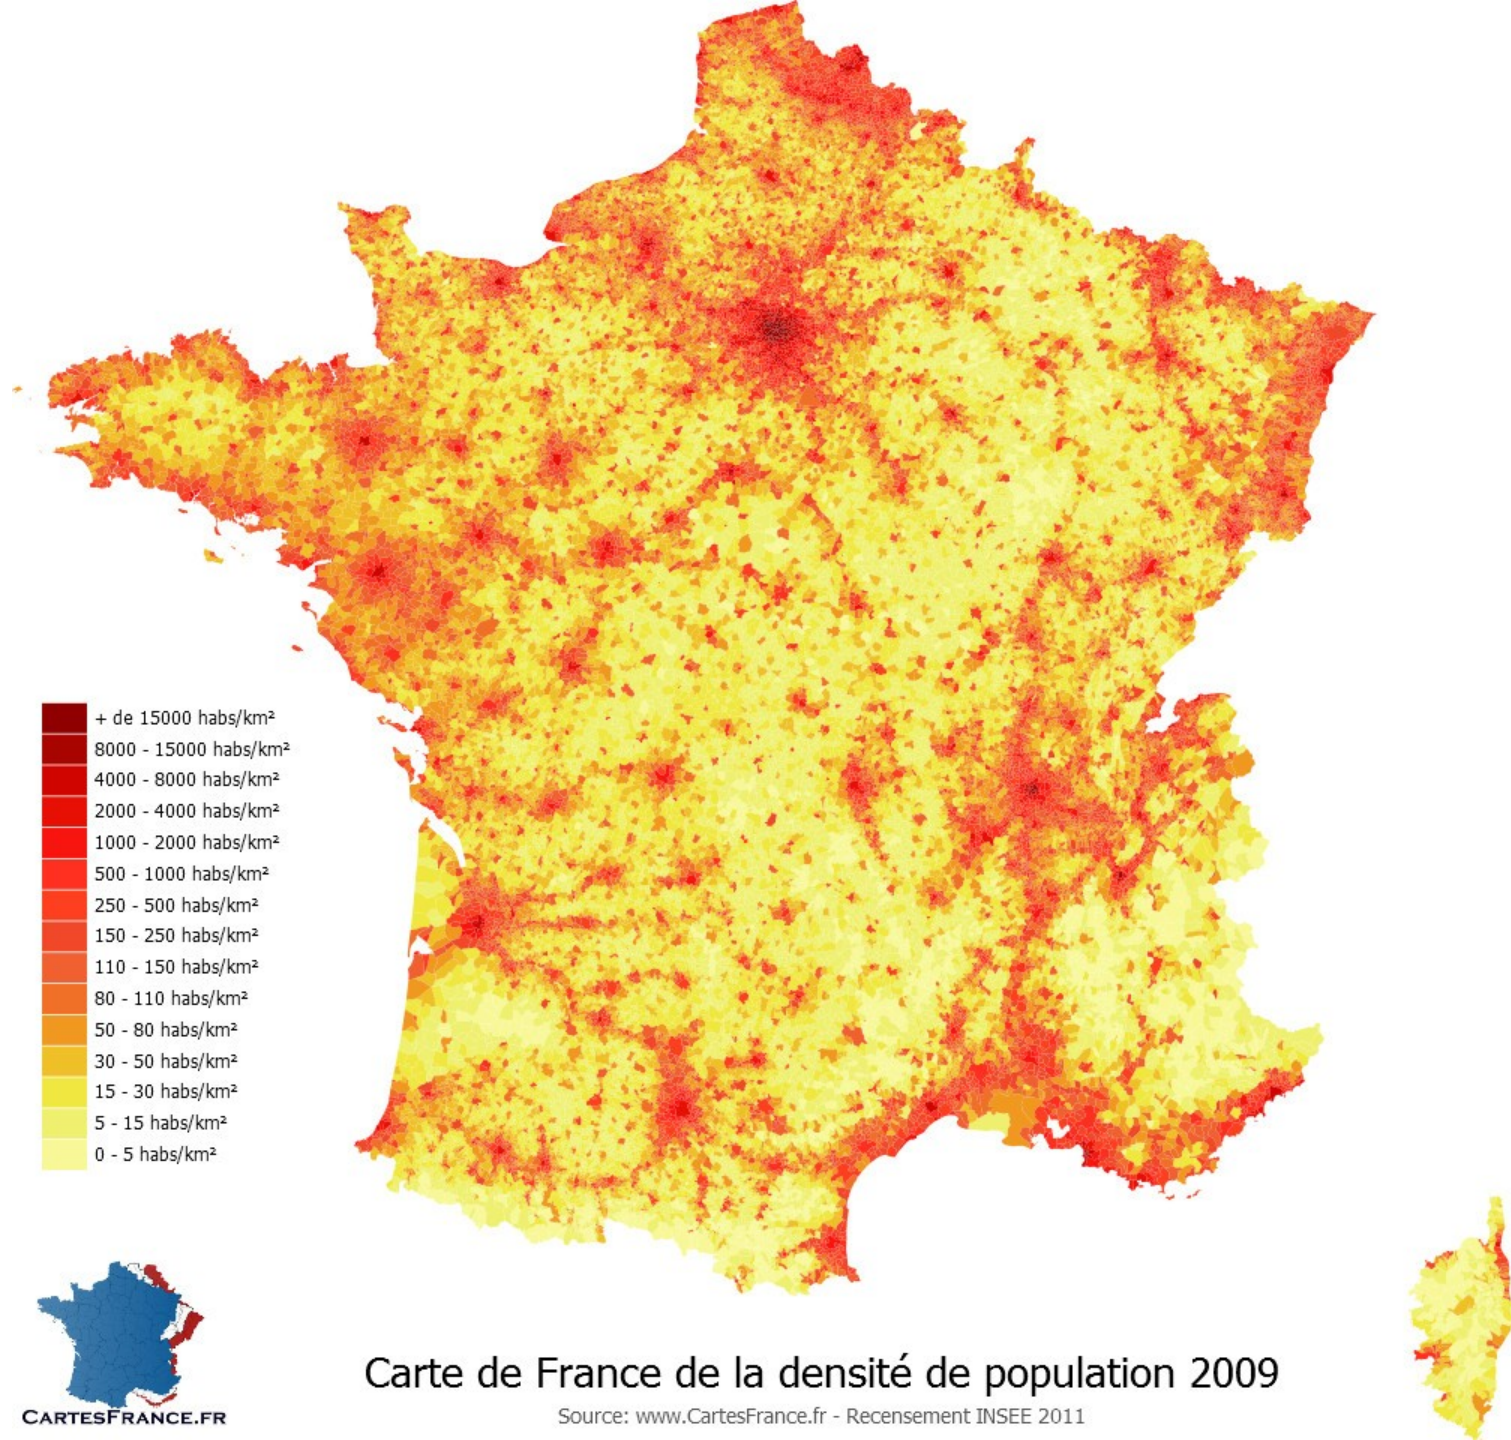 + de 15000 habs/km²
8000 - 15000 habs/km²
4000 - 8000 habs/km²
2000 - 4000 habs/km²
1000 - 2000 habs/km²
500 - 1000 habs/km²
250 - 500 habs/km²
150 - 250 habs/km²
110 - 150 habs/km²
80 - 110 habs/km²
50 - 80 habs/km²
30 - 50 habs/km²
15 - 30 habs/km²
5 - 15 habs/km²
0 - 5 habs/km²
Carte de France de la densité de population 2009
CARTESFRANCE.FR
Source: www.CartesFrance.fr - Recensement INSEE 2011